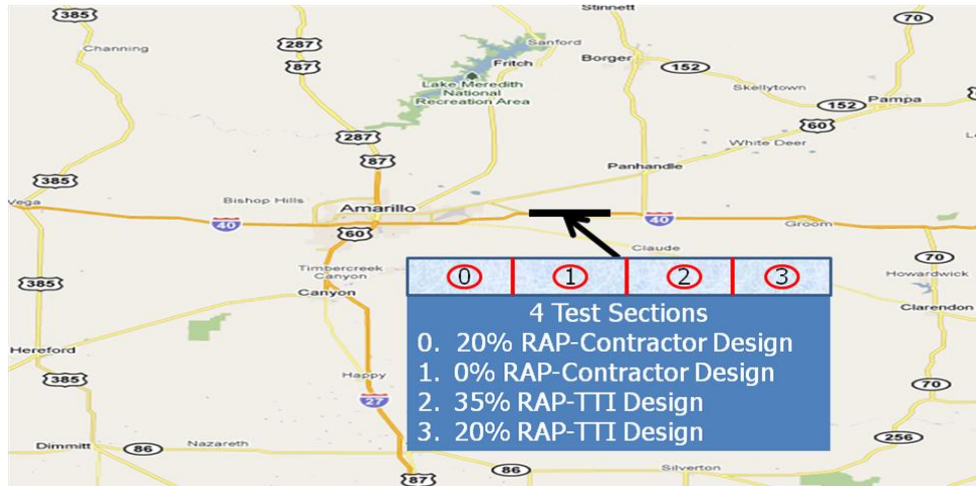 385
Channing
287
87
Sanford
Fritch
Lake Meredith
National
Recreation Area
Stinnett
Borger
152
Skellytown
70
152
Pampa
60
White Deer
287
87
385
Vega
Bishop Hills
Amarillo
40
60
Panhandle
40
Groom
Claude
Timbercreek
Canyon
Canyon
Howardwick
70
Clarendon
385
Hereford
385
Happy
27
Dimmitt
86
Nazareth
87
86
Silverton
256
70
0 1 2 3
4 Test Sections
0. 20% RAP-Contractor Design
1. 0% RAP-Contractor Design
2. 35% RAP-TTI Design
3. 20% RAP-TTI Design